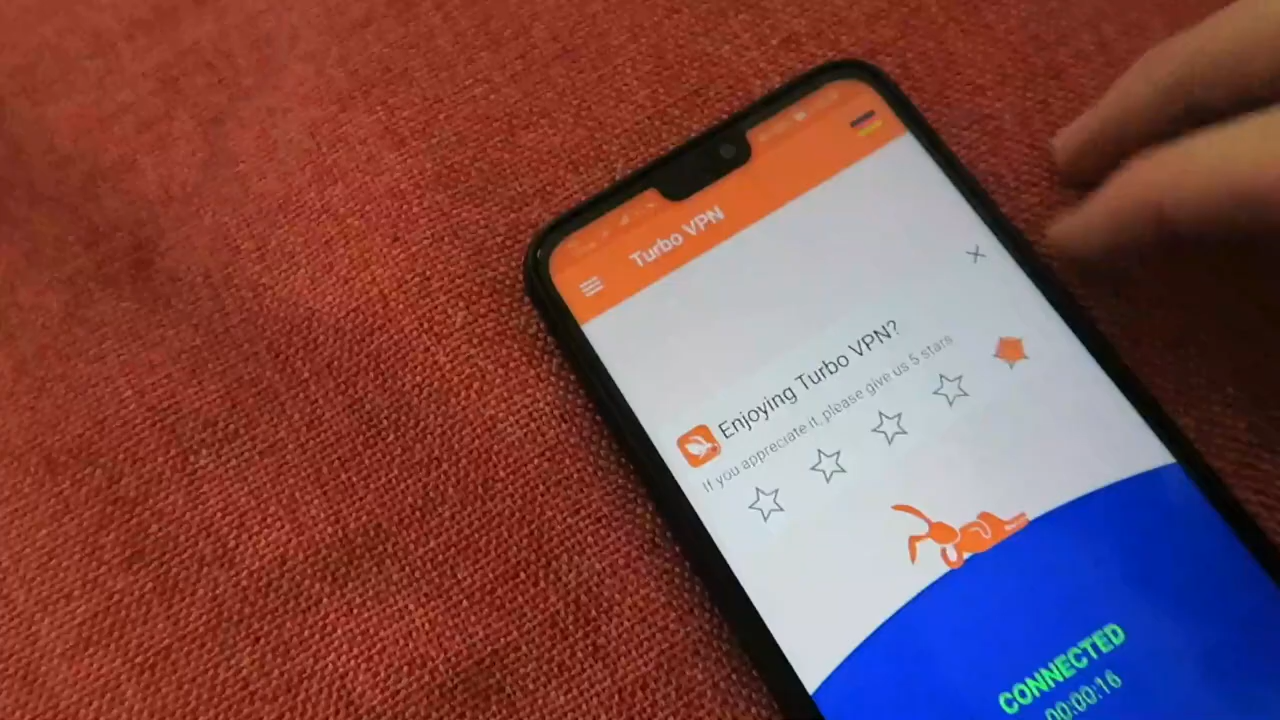 Turbo VPN
Enjoying Turbo VPN?
If you appreciate it, please give us 5 stars
CONNECTED
00:00:16